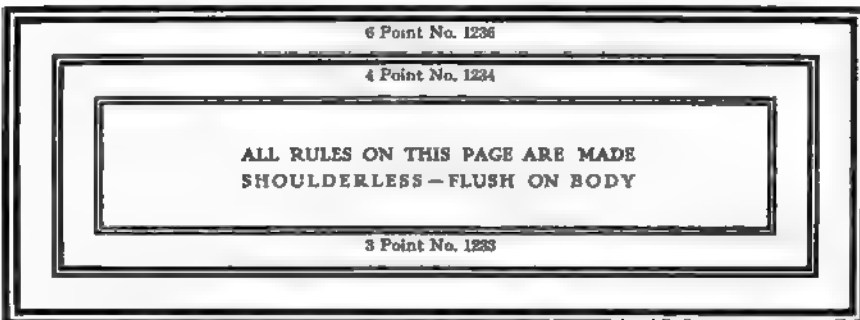 6 Point No. 1236
4 Point No. 1234
ALL RULES ON THIS PAGE ARE MADE
SHOULDERLESS—FLUSH ON BODY
3 Point No. 1233